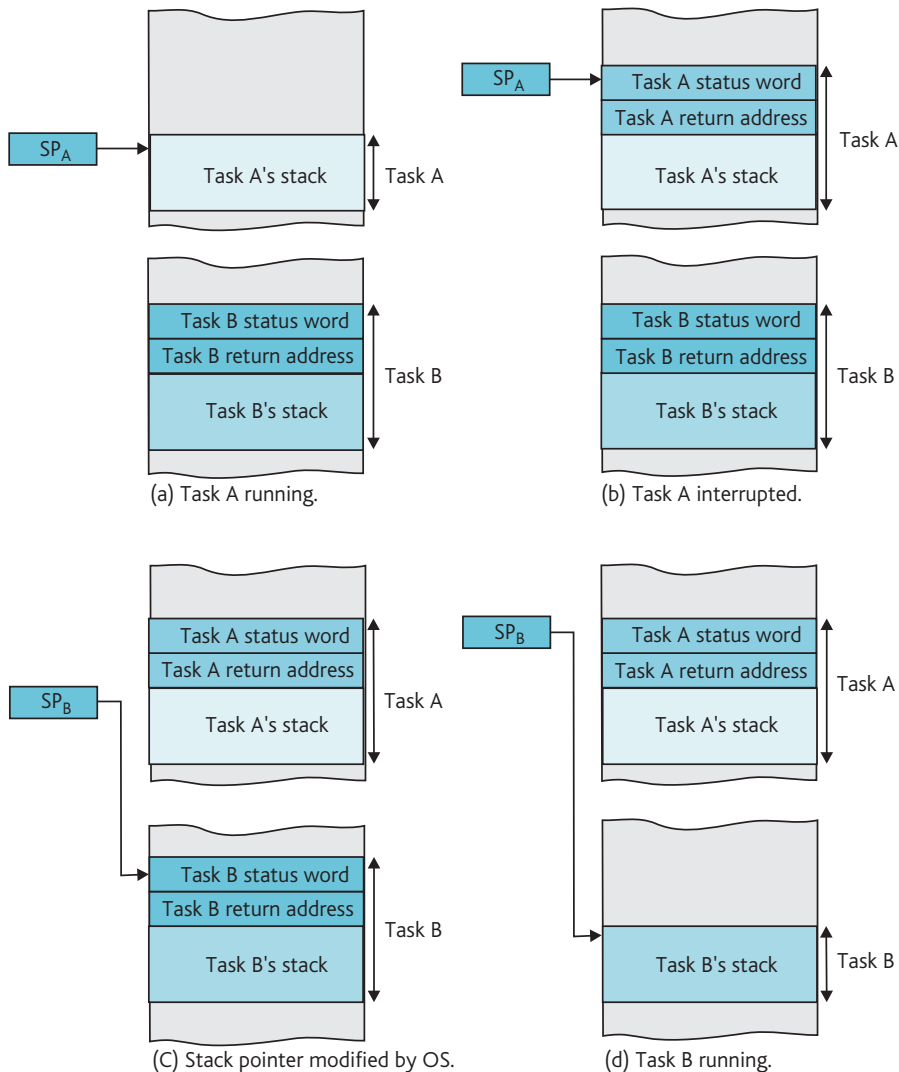 SPA
Task A's stack
Task A
Task B status word
Task B return address
Task B's stack
Task B
(a) Task A running.
SPA
Task A status word
Task A return address
Task A's stack
Task A
Task B status word
Task B return address
Task B's stack
Task B
(b) Task A interrupted.
SPB
Task A status word
Task A return address
Task A's stack
Task A
Task B status word
Task B return address
Task B's stack
Task B
(C) Stack pointer modified by OS.
SPB
Task A status word
Task A return address
Task A's stack
Task A
Task B's stack
Task B
(d) Task B running.